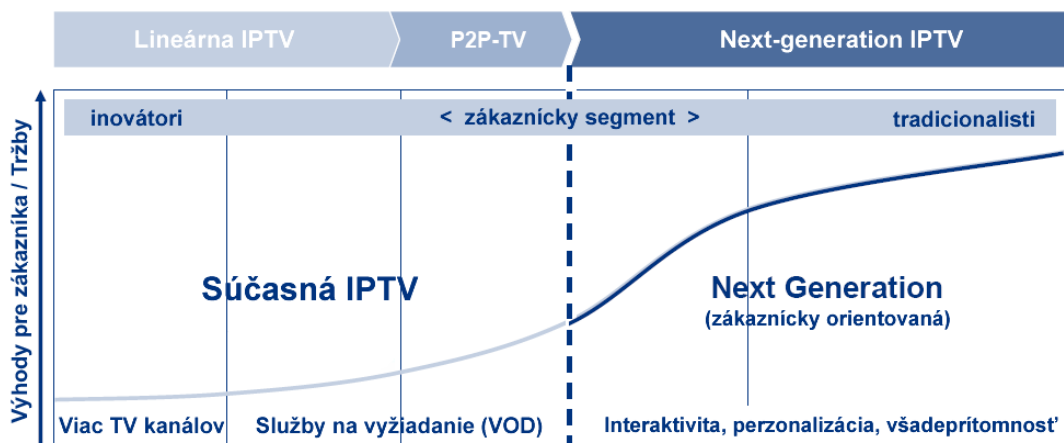 Lineárna IPTV
P2P-TV
Next-generation IPTV
inovátori
< zákaznícky segment >
tradicionalisti
Výhody pre zákazníka / Tržby
Súčasná IPTV
Next Generation
(zákaznícky orientovaná)
Viac TV kanálov
Služby na vyžiadanie (VOD)
Interaktivita, perzonalizácia, všadeprítomnosť